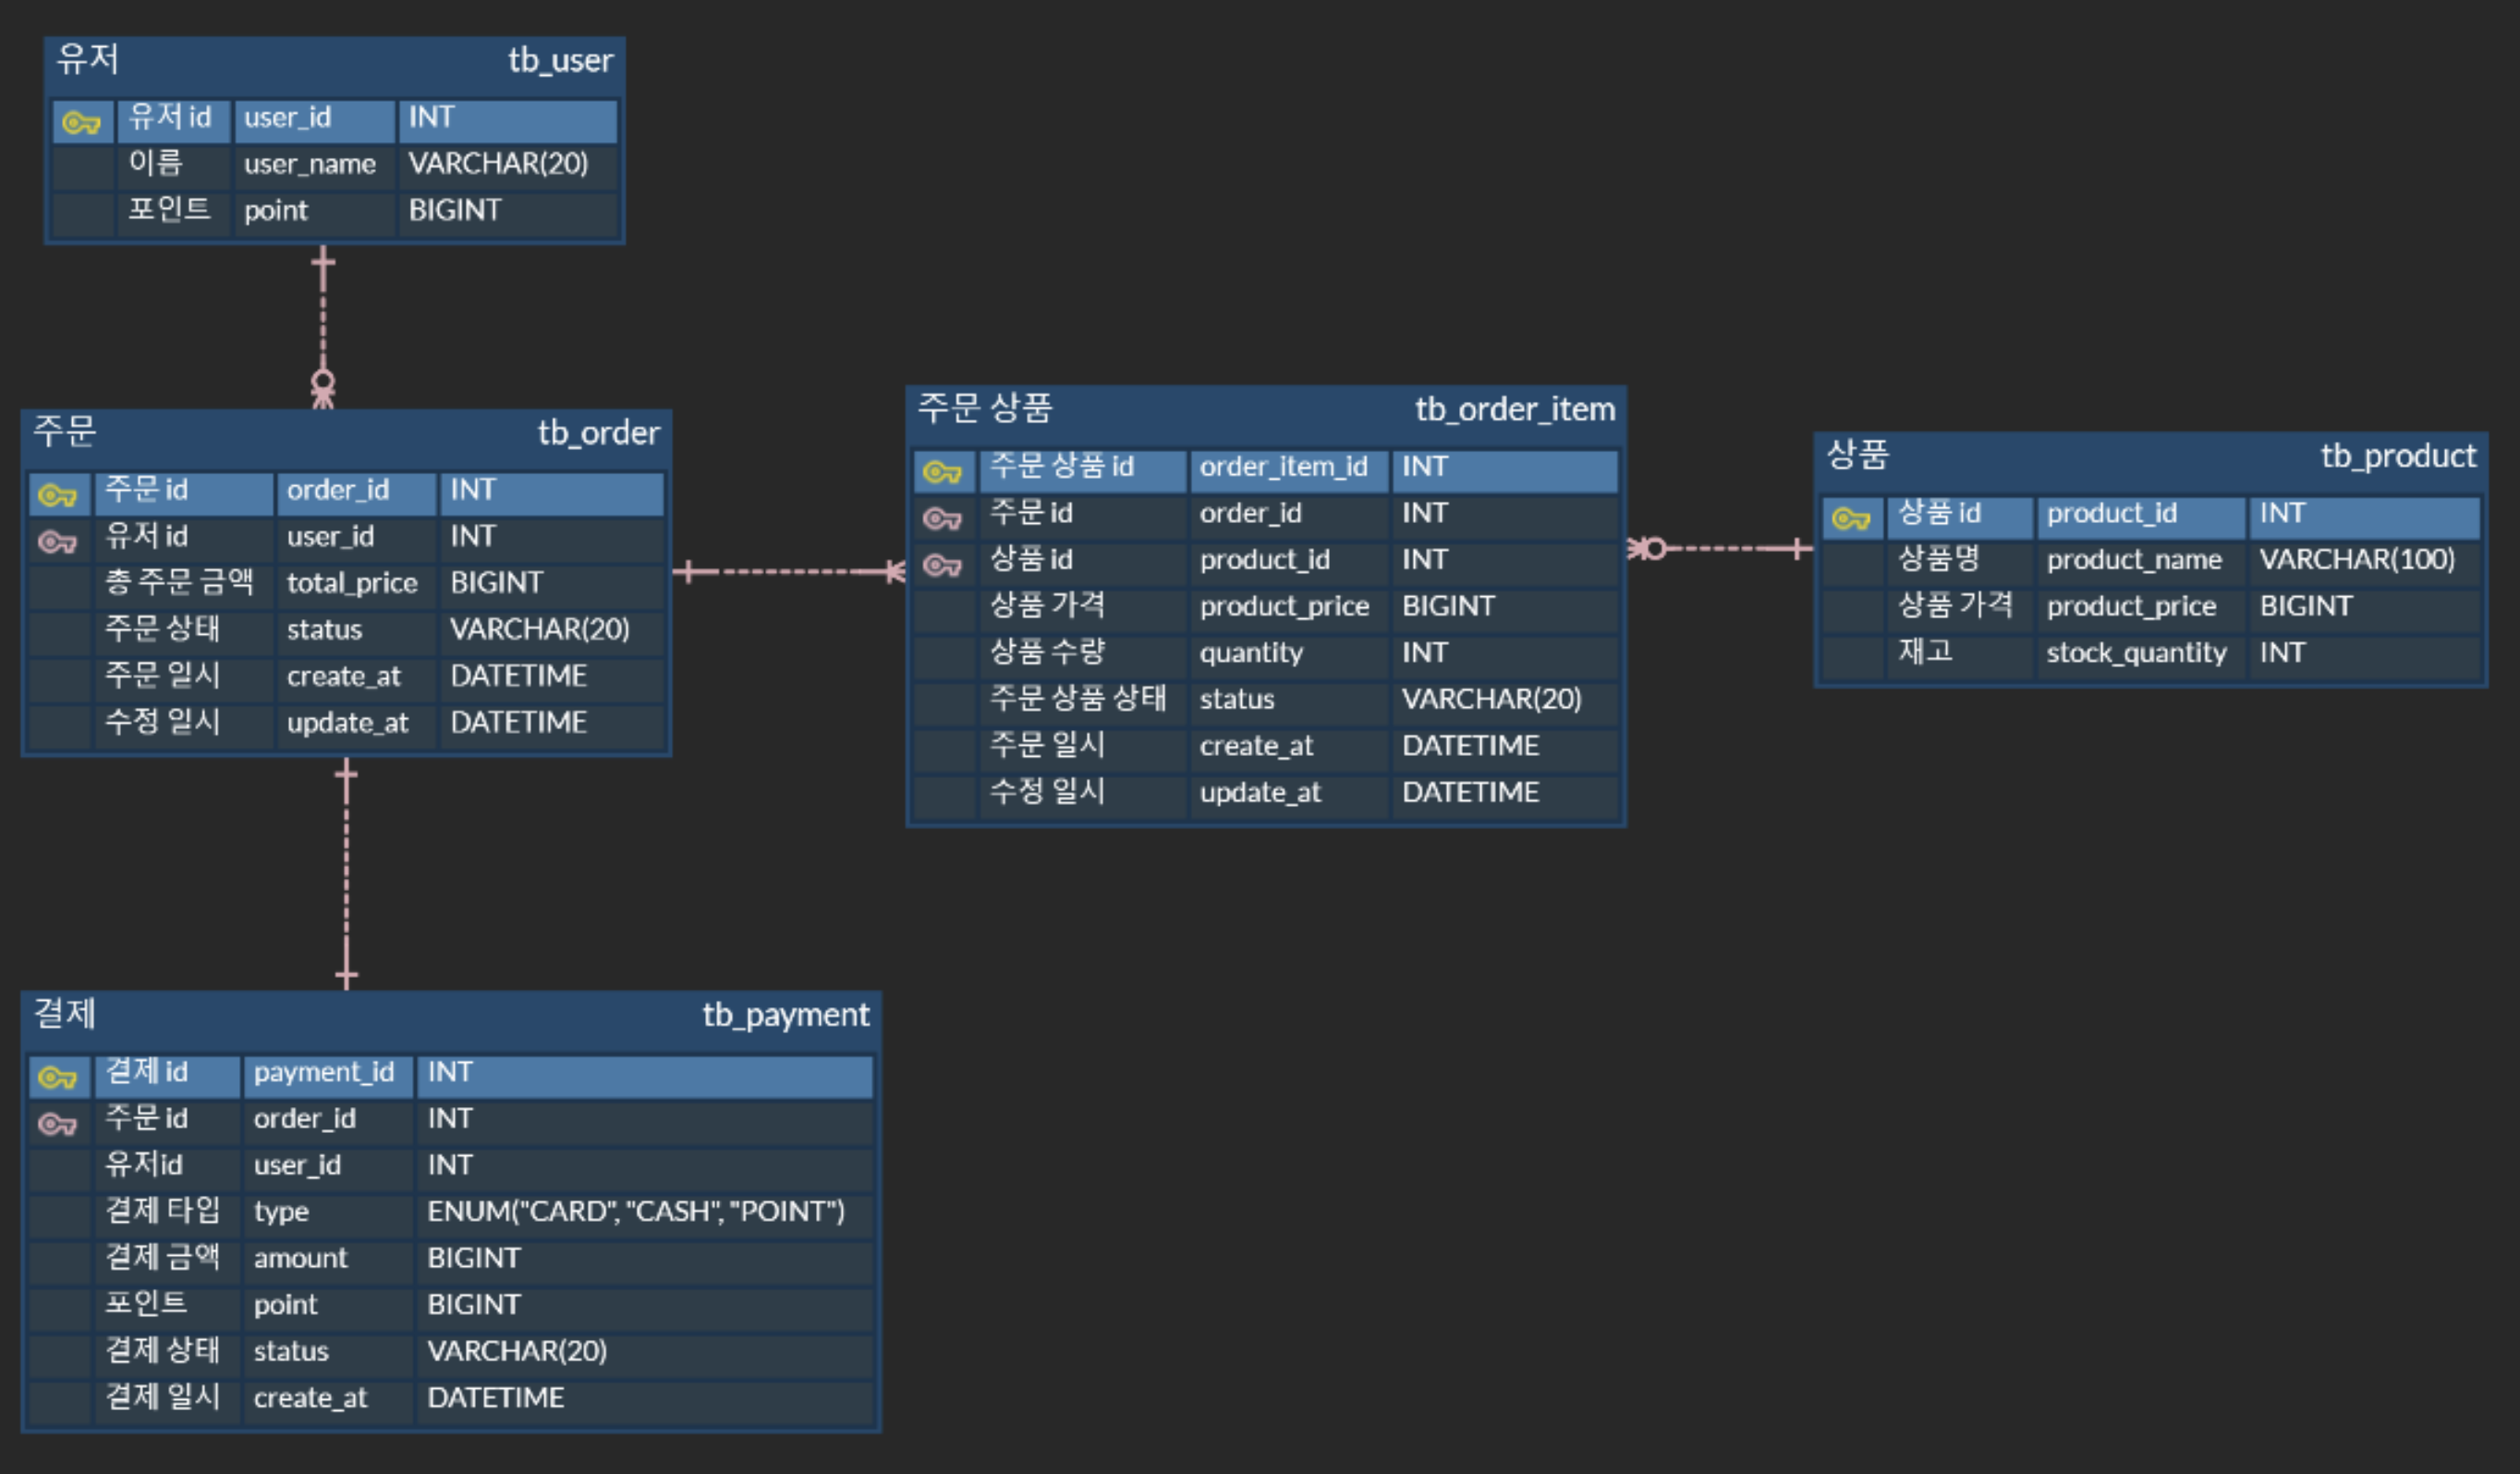 유저 tb_user
유저 id user_id INT
이름 user_name VARCHAR(20)
포인트 point BIGINT
주문 tb_order
주문 id order_id INT
유저 id user_id INT
총 주문 금액 total_price BIGINT
주문 상태 status VARCHAR(20)
주문 일시 create_at DATETIME
수정 일시 update_at DATETIME
주문 상품 tb_order_item
주문 상품 id order_item_id INT
주문 id order_id INT
상품 id product_id INT
상품 가격 product_price BIGINT
상품 수량 quantity INT
주문 상품 상태 status VARCHAR(20)
주문 일시 create_at DATETIME
수정 일시 update_at DATETIME
상품 tb_product
상품 id product_id INT
상품명 product_name VARCHAR(100)
상품 가격 product_price BIGINT
재고 stock_quantity INT
결제 tb_payment
결제 id payment_id INT
주문 id order_id INT
유저id user_id INT
결제 타입 type ENUM("CARD", "CASH", "POINT")
결제 금액 amount BIGINT
포인트 point BIGINT
결제 상태 status VARCHAR(20)
결제 일시 create_at DATETIME